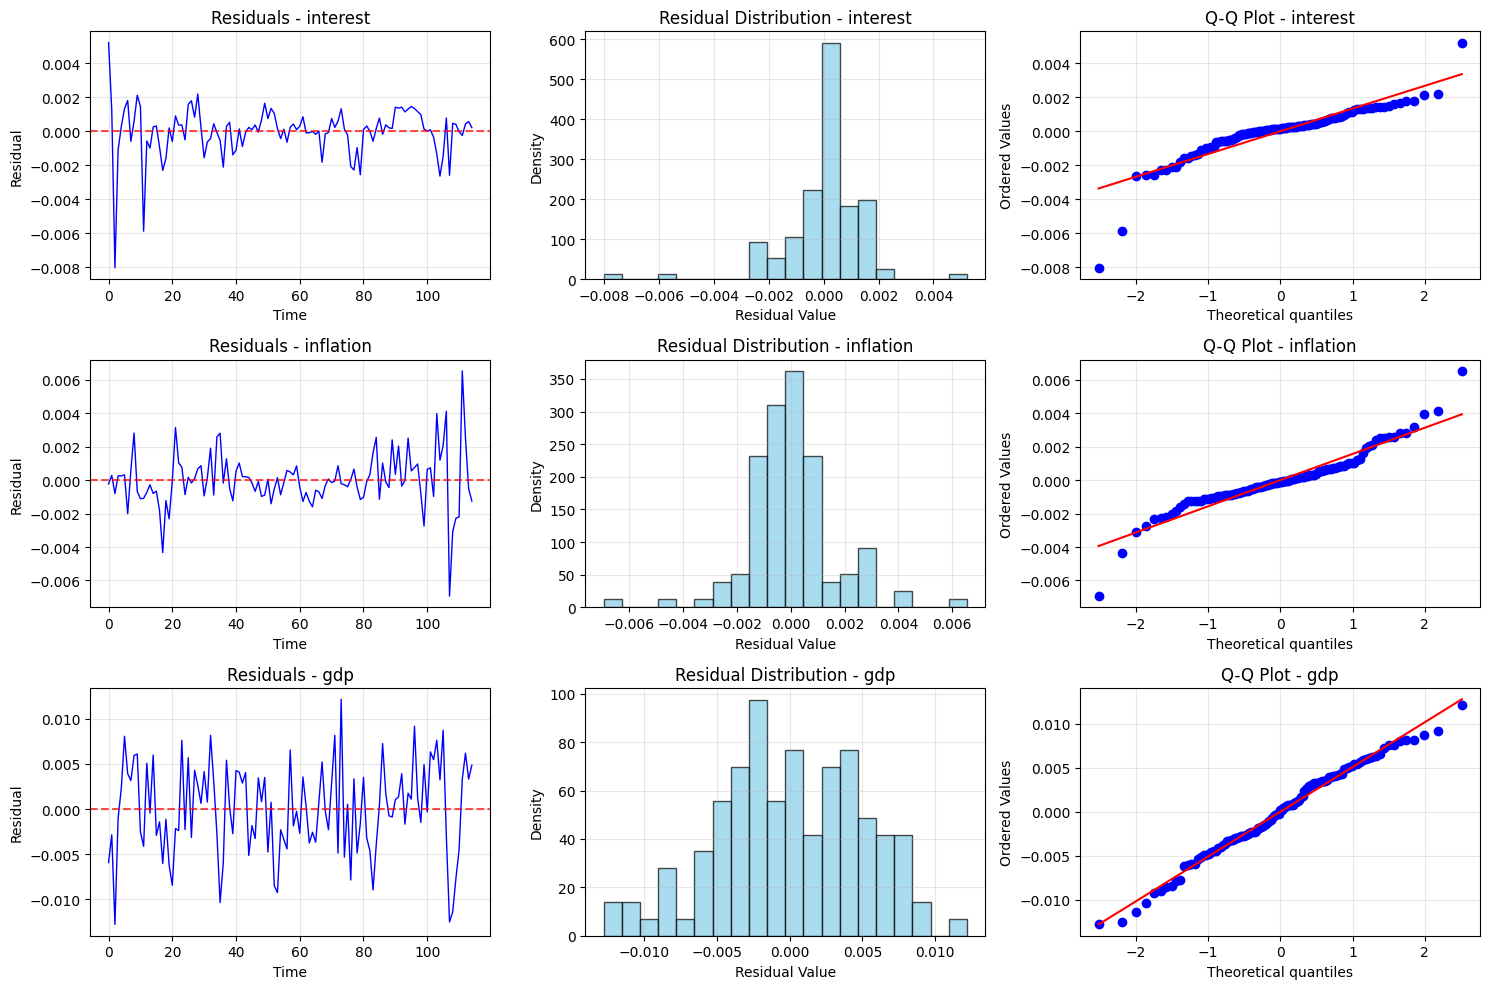 Residuals - interest
Residual Distribution - interest
Q-Q Plot - interest
0.004
0.002
0.000
−0.002
−0.004
−0.006
−0.008
Residual
0 20 40 60 80 100
Time
600
500
400
300
200
100
0
Density
−0.008 −0.006 −0.004 −0.002 0.000 0.002 0.004
Residual Value
0.004
0.002
0.000
−0.002
−0.004
−0.006
−0.008
Ordered Values
−2 −1 0 1 2
Theoretical quantiles
Residuals - inflation
Residual Distribution - inflation
Q-Q Plot - inflation
0.006
0.004
0.002
0.000
−0.002
−0.004
−0.006
Residual
0 20 40 60 80 100
Time
350
300
250
200
150
100
50
0
Density
−0.006 −0.004 −0.002 0.000 0.002 0.004 0.006
Residual Value
0.006
0.004
0.002
0.000
−0.002
−0.004
−0.006
Ordered Values
−2 −1 0 1 2
Theoretical quantiles
Residuals - gdp
Residual Distribution - gdp
Q-Q Plot - gdp
0.010
0.005
0.000
−0.005
−0.010
Residual
0 20 40 60 80 100
Time
100
80
60
40
20
0
Density
−0.010 −0.005 0.000 0.005 0.010
Residual Value
0.010
0.005
0.000
−0.005
−0.010
Ordered Values
−2 −1 0 1 2
Theoretical quantiles